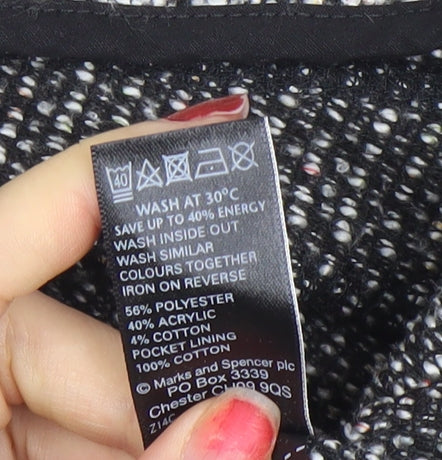 40
WASH AT 30°C
SAVE UP TO 40% ENERGY
WASH INSIDE OUT
WASH SIMILAR
COLOURS TOGETHER
IRON ON REVERSE
56% POLYESTER
40% ACRYLIC
4% COTTON
POCKET LINING
100% COTTON
© Marks and Spencer plc
PO Box 3339
Chester CH99 9QS